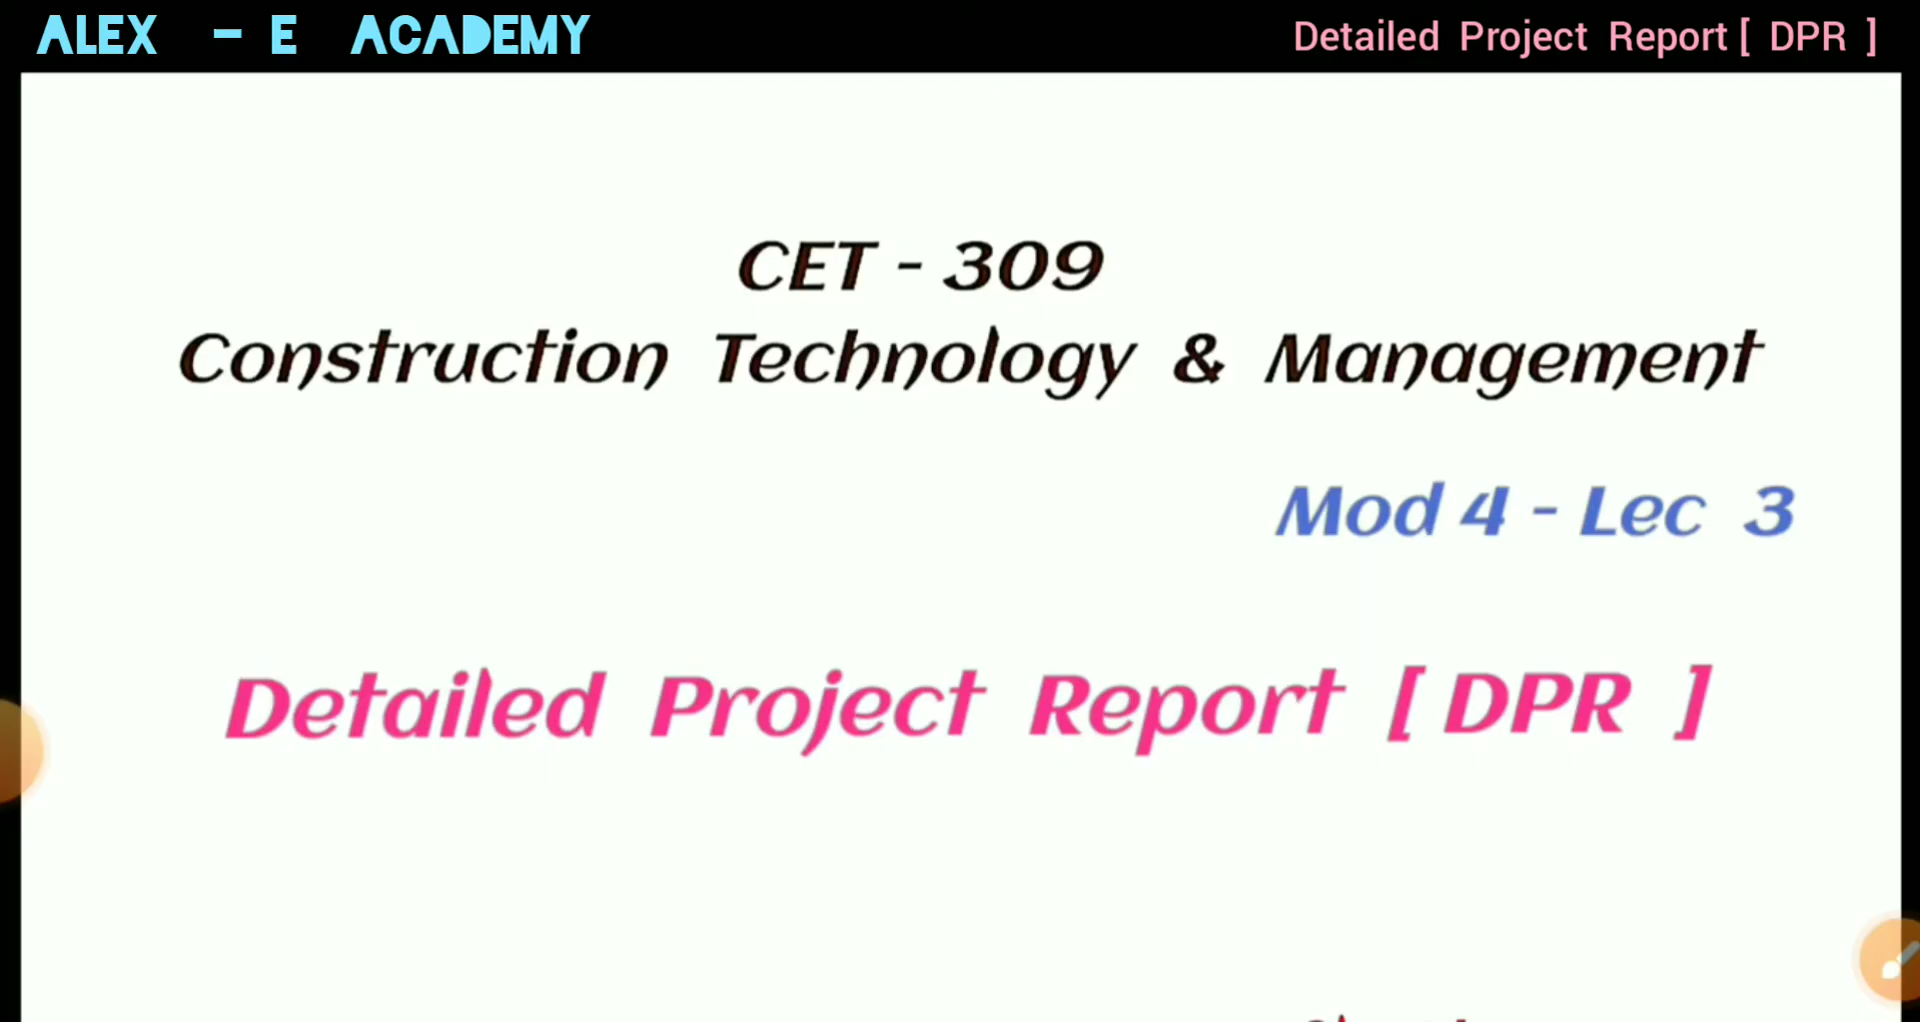 ALEX - E ACADEMY
Detailed Project Report [ DPR ]
CET - 309
Construction Technology & Management
Mod 4 - Lec 3
Detailed Project Report [ DPR ]